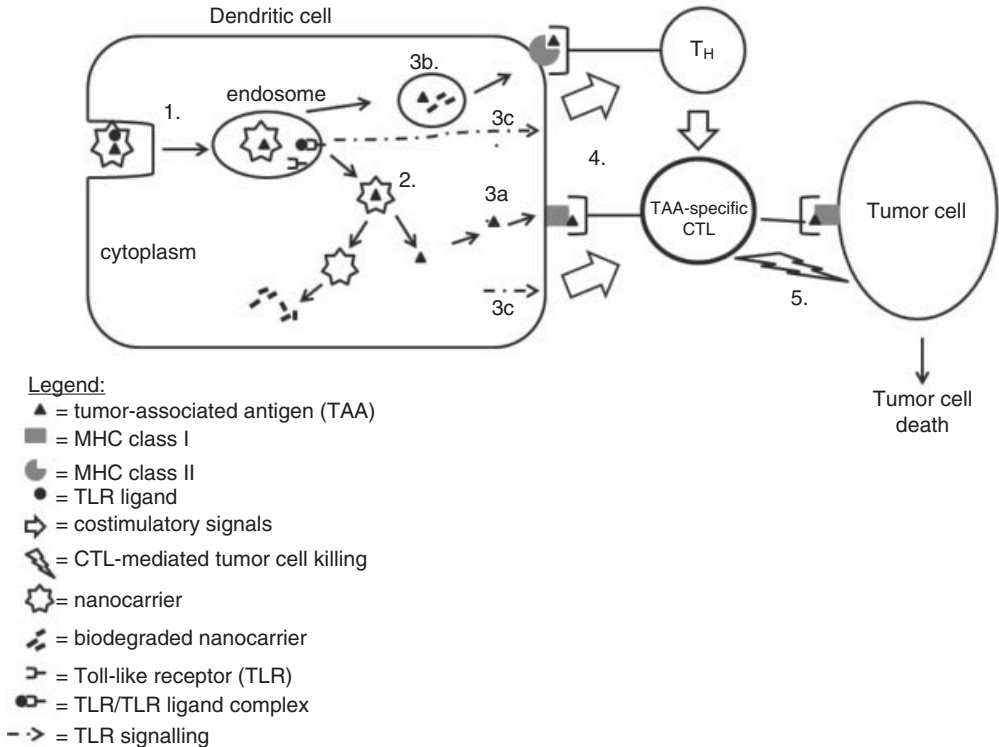 Dendritic cell
3b.
T_H
endosome
1.
3c
.
4.
2.
3a
.
TAA-specific
CTL
Tumor cell
cytoplasm
3c
5.
Tumor cell
death
Legend:
= tumor-associated antigen (TAA)
= MHC class I
= MHC class II
= TLR ligand
= costimulatory signals
= CTL-mediated tumor cell killing
= nanocarrier
= biodegraded nanocarrier
= Toll-like receptor (TLR)
= TLR/TLR ligand complex
= TLR signalling